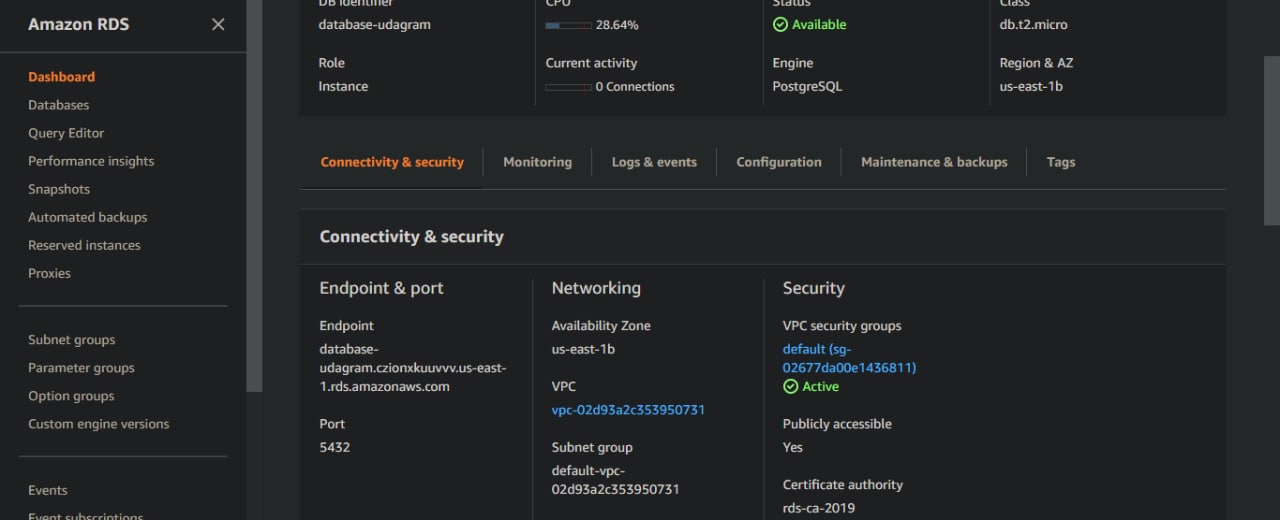 Amazon RDS
Dashboard
Databases
Query Editor
Performance insights
Snapshots
Automated backups
Reserved instances
Proxies
Subnet groups
Parameter groups
Option groups
Custom engine versions
Events
Event subscriptions
DB identifier
database-udagram
CPU
28.64%
Status
Available
Class
db.t2.micro
Role
Instance
Current activity
0 Connections
Engine
PostgreSQL
Region & AZ
us-east-1b
Connectivity & security
Monitoring
Logs & events
Configuration
Maintenance & backups
Tags
Connectivity & security
Endpoint & port
Endpoint
database-
udagram.czionxkuuvvv.us-east-
1.rds.amazonaws.com
Port
5432
Networking
Availability Zone
us-east-1b
VPC
vpc-02d93a2c353950731
Subnet group
default-vpc-
02d93a2c353950731
Security
VPC security groups
default (sg-
02677da00e1436811)
Active
Publicly accessible
Yes
Certificate authority
rds-ca-2019